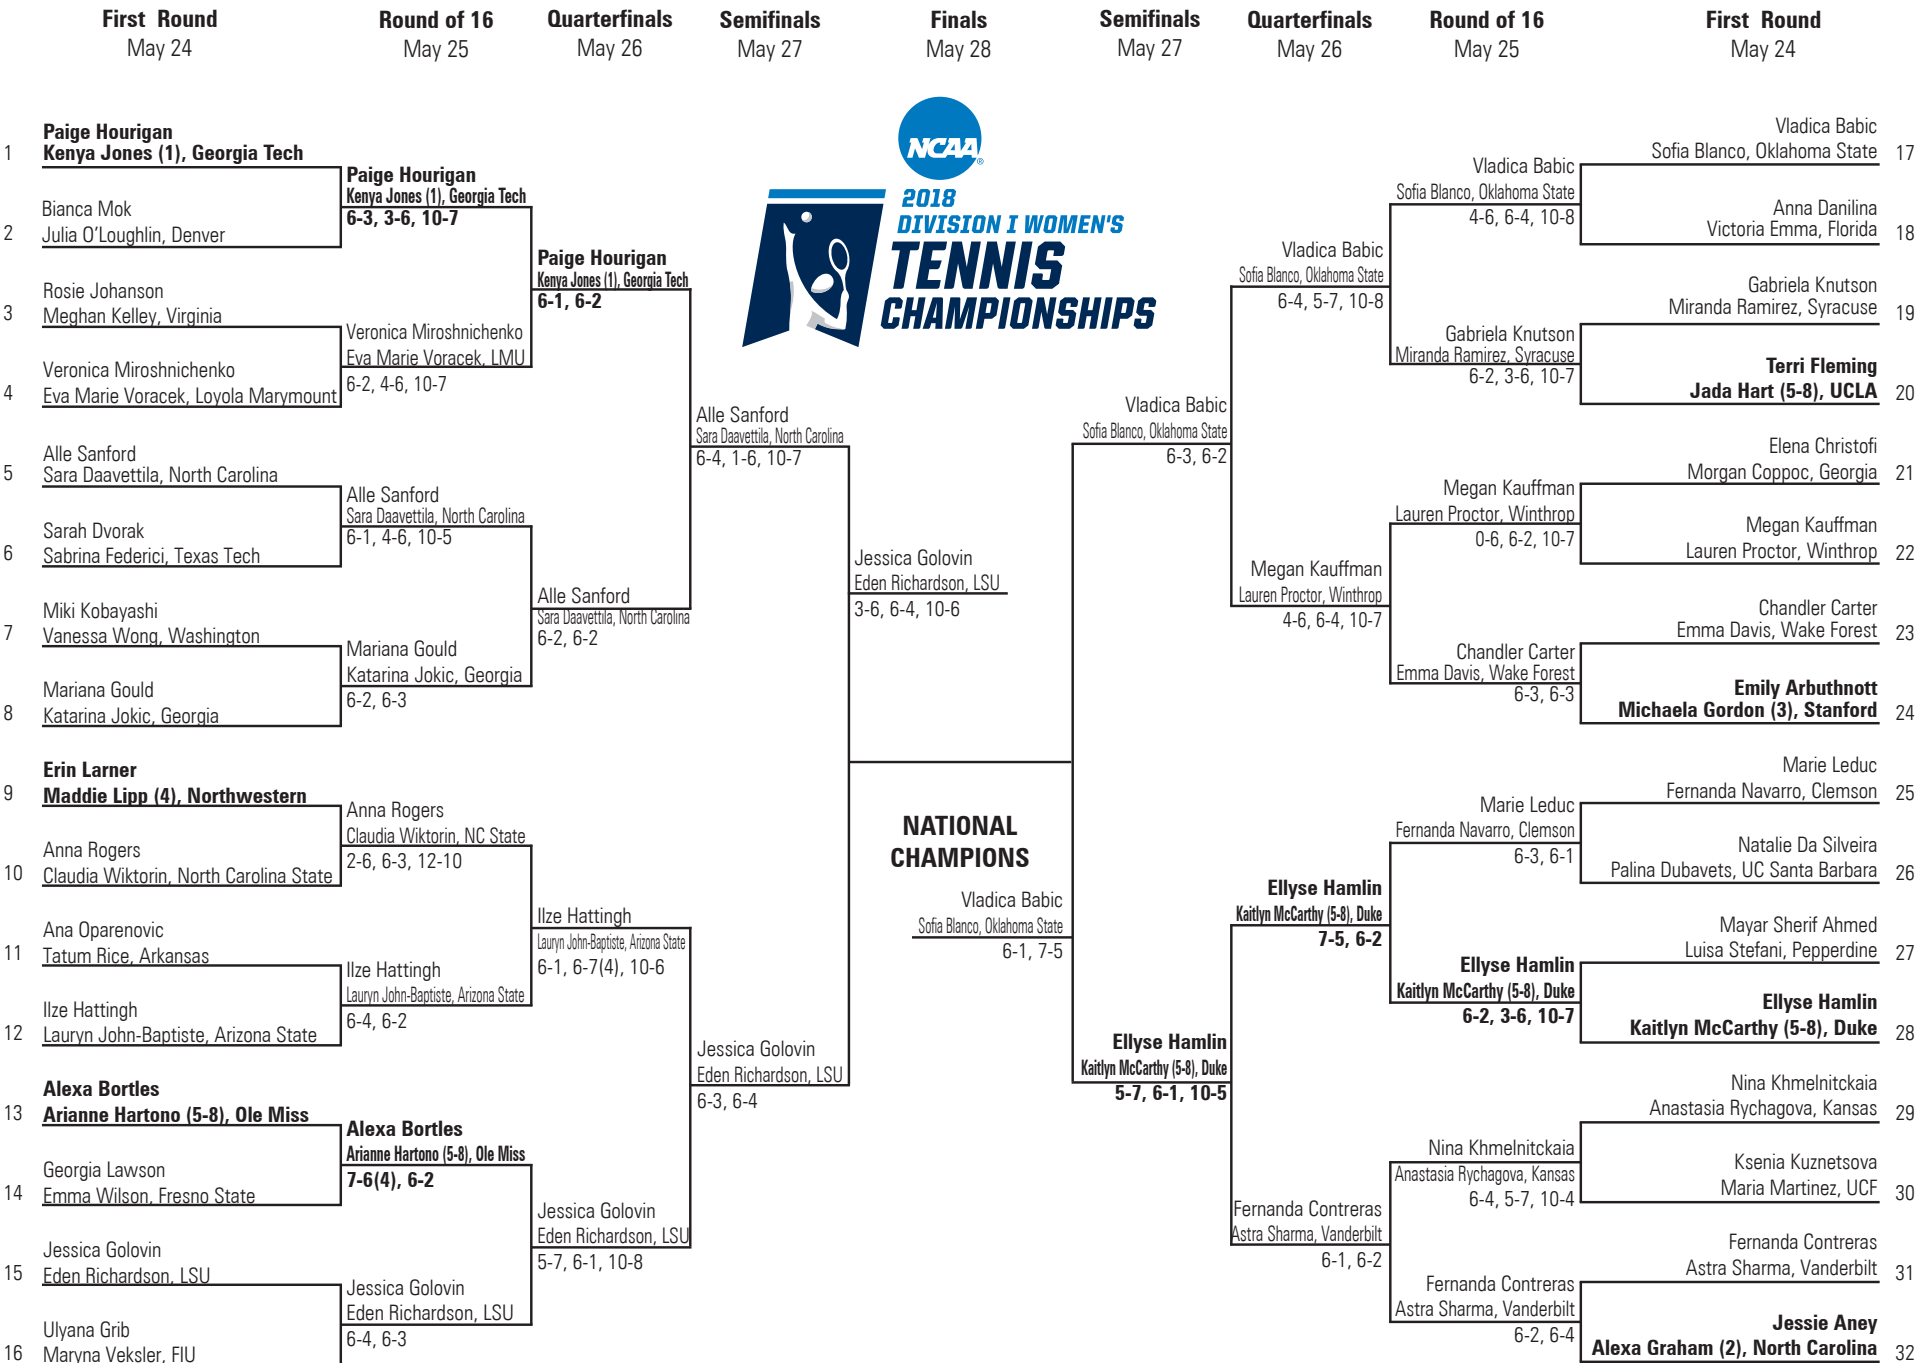 First Round
May 24
Round of 16
May 25
Quarterfinals
May 26
Semifinals
May 27
Finals
May 28
Semifinals
May 27
Quarterfinals
May 26
Round of 16
May 25
First Round
May 24
NCAA®
2018
DIVISION I WOMEN'S
TENNIS
CHAMPIONSHIPS
Paige Hourigan
1 Kenya Jones (1), Georgia Tech
Bianca Mok
2 Julia O'Loughlin, Denver
Rosie Johanson
3 Meghan Kelley, Virginia
Veronica Miroshnichenko
4 Eva Marie Voracek, Loyola Marymount
Alle Sanford
5 Sara Daavettila, North Carolina
Sarah Dvorak
6 Sabrina Federici, Texas Tech
Miki Kobayashi
7 Vanessa Wong, Washington
Mariana Gould
8 Katarina Jokic, Georgia
Erin Larner
9 Maddie Lipp (4), Northwestern
Anna Rogers
10 Claudia Wiktorin, North Carolina State
Ana Oparenovic
11 Tatum Rice, Arkansas
Ilze Hattingh
12 Lauryn John-Baptiste, Arizona State
Alexa Bortles
13 Arianne Hartono (5-8), Ole Miss
Georgia Lawson
14 Emma Wilson, Fresno State
Jessica Golovin
15 Eden Richardson, LSU
Ulyana Grib
16 Maryna Veksler, FIU
Paige Hourigan
Kenya Jones (1), Georgia Tech
6-3, 3-6, 10-7
Veronica Miroshnichenko
Eva Marie Voracek, LMU
6-2, 4-6, 10-7
Alle Sanford
Sara Daavettila, North Carolina
6-1, 4-6, 10-5
Mariana Gould
Katarina Jokic, Georgia
6-2, 6-3
Anna Rogers
Claudia Wiktorin, NC State
2-6, 6-3, 12-10
Ilze Hattingh
Lauryn John-Baptiste, Arizona State
6-4, 6-2
Alexa Bortles
Arianne Hartono (5-8), Ole Miss
7-6(4), 6-2
Jessica Golovin
Eden Richardson, LSU
6-4, 6-3
Paige Hourigan
Kenya Jones (1), Georgia Tech
6-1, 6-2
Alle Sanford
Sara Daavettila, North Carolina
6-2, 6-2
Ilze Hattingh
Lauryn John-Baptiste, Arizona State
6-1, 6-7(4), 10-6
Jessica Golovin
Eden Richardson, LSU
5-7, 6-1, 10-8
Alle Sanford
Sara Daavettila, North Carolina
6-4, 1-6, 10-7
Jessica Golovin
Eden Richardson, LSU
6-3, 6-4
Jessica Golovin
Eden Richardson, LSU
3-6, 6-4, 10-6
NATIONAL
CHAMPIONS
Vladica Babic
Sofia Blanco, Oklahoma State
6-1, 7-5
Vladica Babic
Sofia Blanco, Oklahoma State
6-3, 6-2
Ellyse Hamlin
Kaitlyn McCarthy (5-8), Duke
5-7, 6-1, 10-5
Vladica Babic
Sofia Blanco, Oklahoma State
6-4, 5-7, 10-8
Megan Kauffman
Lauren Proctor, Winthrop
4-6, 6-4, 10-7
Ellyse Hamlin
Kaitlyn McCarthy (5-8), Duke
7-5, 6-2
Fernanda Contreras
Astra Sharma, Vanderbilt
6-1, 6-2
Vladica Babic
Sofia Blanco, Oklahoma State
4-6, 6-4, 10-8
Gabriela Knutson
Miranda Ramirez, Syracuse
6-2, 3-6, 10-7
Megan Kauffman
Lauren Proctor, Winthrop
0-6, 6-2, 10-7
Chandler Carter
Emma Davis, Wake Forest
6-3, 6-3
Marie Leduc
Fernanda Navarro, Clemson
6-3, 6-1
Ellyse Hamlin
Kaitlyn McCarthy (5-8), Duke
6-2, 3-6, 10-7
Nina Khmelnitckaia
Anastasia Rychagova, Kansas
6-4, 5-7, 10-4
Fernanda Contreras
Astra Sharma, Vanderbilt
6-2, 6-4
Vladica Babic
Sofia Blanco, Oklahoma State 17
Anna Danilina
Victoria Emma, Florida 18
Gabriela Knutson
Miranda Ramirez, Syracuse 19
Terri Fleming
Jada Hart (5-8), UCLA 20
Elena Christofi
Morgan Coppoc, Georgia 21
Megan Kauffman
Lauren Proctor, Winthrop 22
Chandler Carter
Emma Davis, Wake Forest 23
Emily Arbuthnott
Michaela Gordon (3), Stanford 24
Marie Leduc
Fernanda Navarro, Clemson 25
Natalie Da Silveira
Palina Dubavets, UC Santa Barbara 26
Mayar Sherif Ahmed
Luisa Stefani, Pepperdine 27
Ellyse Hamlin
Kaitlyn McCarthy (5-8), Duke 28
Nina Khmelnitckaia
Anastasia Rychagova, Kansas 29
Ksenia Kuznetsova
Maria Martinez, UCF 30
Fernanda Contreras
Astra Sharma, Vanderbilt 31
Jessie Aney
Alexa Graham (2), North Carolina 32